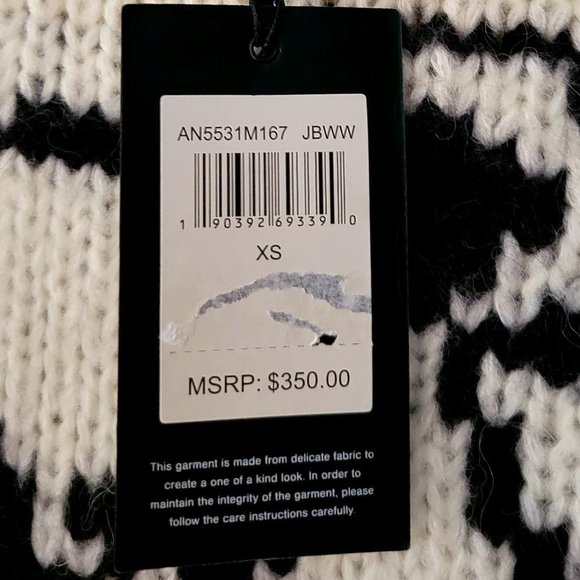 AN5531M167 JBWW
1 90392 69339 0
XS
MSRP: $350.00
This garment is made from delicate fabric to
create a one of a kind look. In order to
maintain the integrity of the garment, please
follow the care instructions carefully.